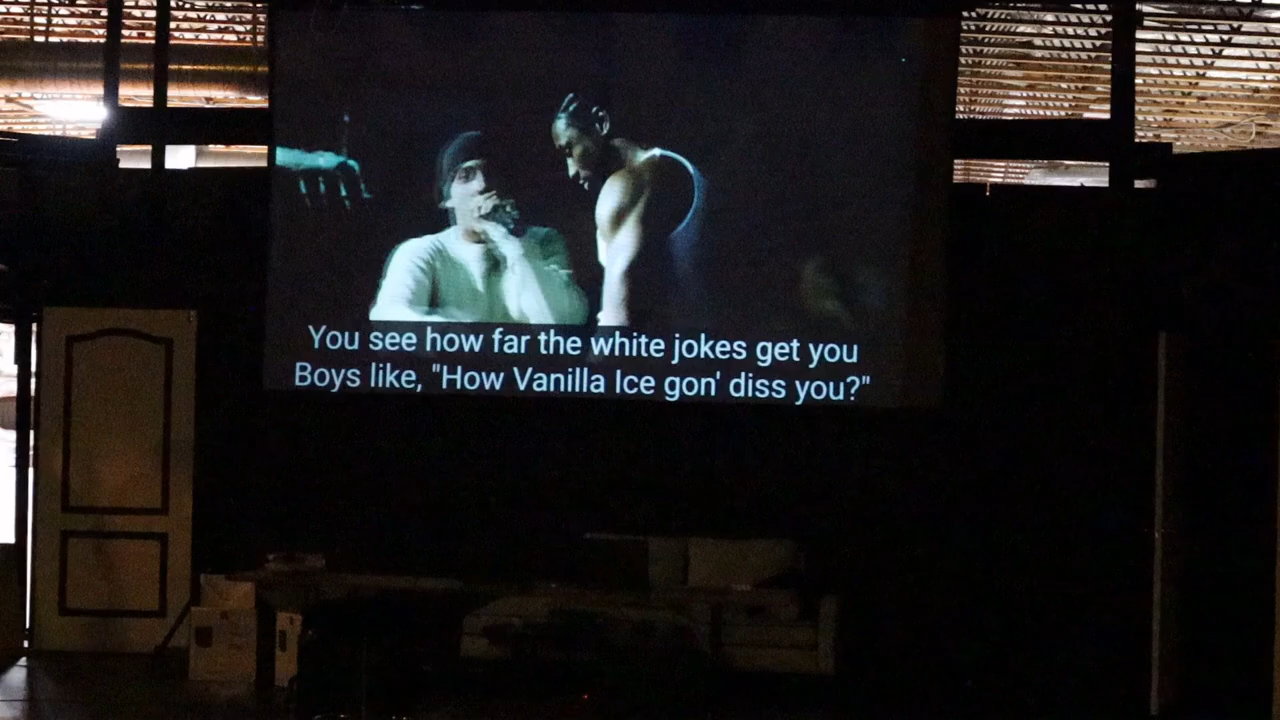 You see how far the white jokes get you
Boys like, "How Vanilla Ice gon' diss you?"